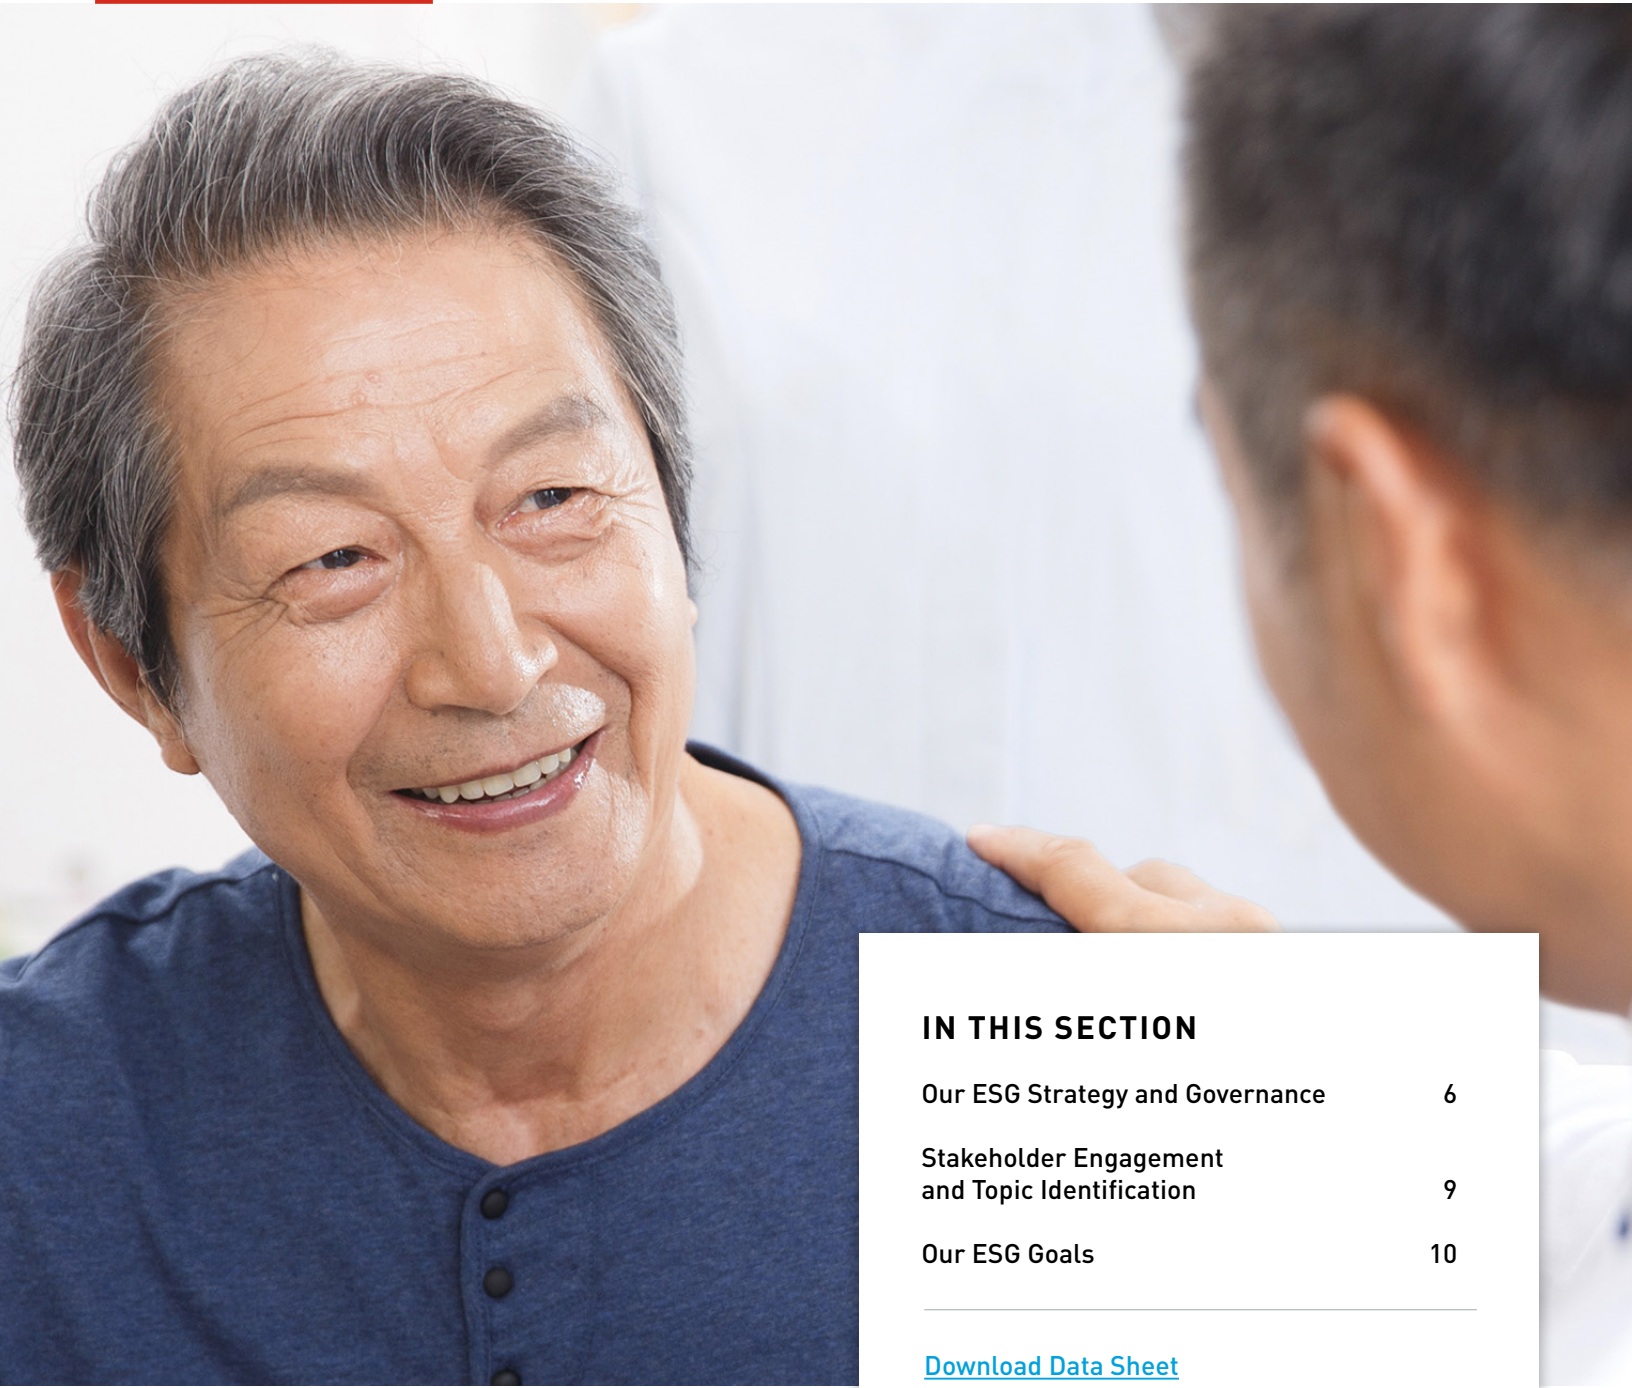 IN THIS SECTION
Our ESG Strategy and Governance 6
Stakeholder Engagement
and Topic Identification 9
Our ESG Goals 10
Download Data Sheet